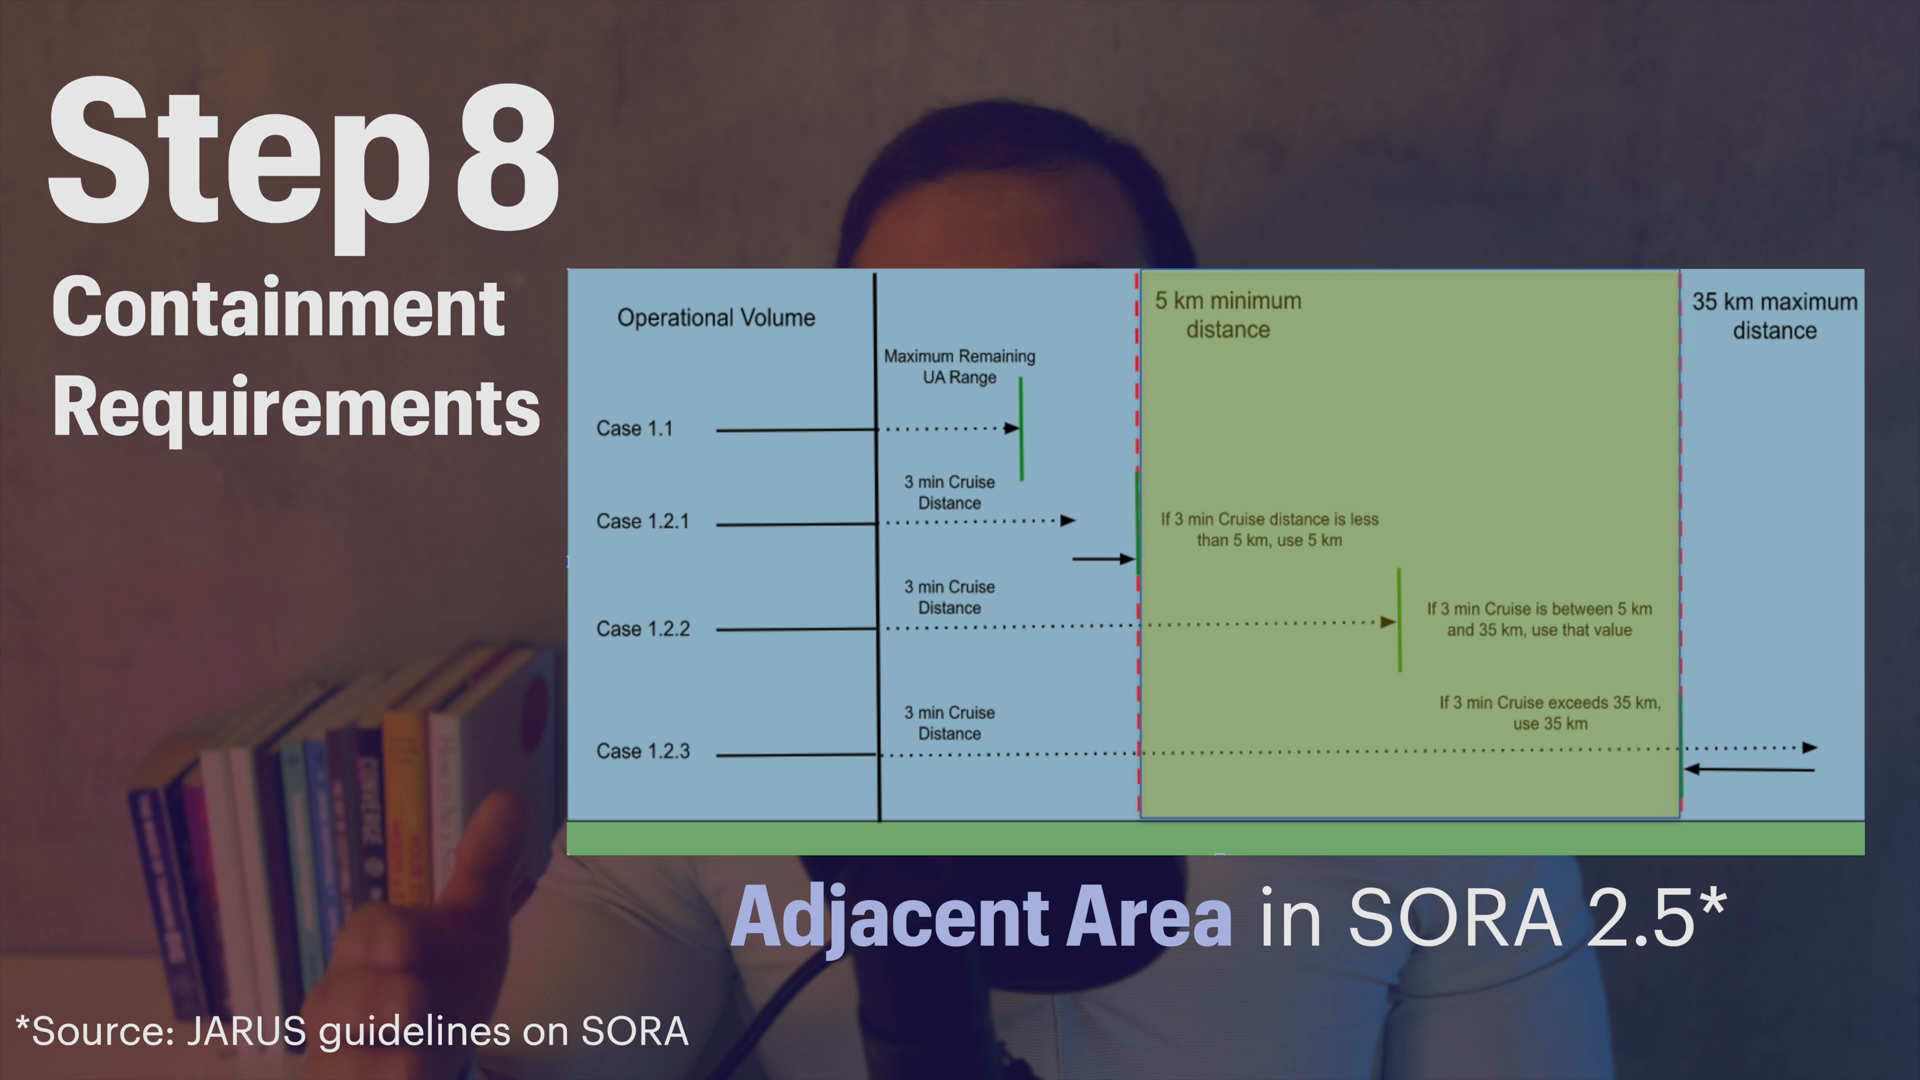 Step 8
Containment
Requirements
Operational Volume
5 km minimum
distance
35 km maximum
distance
Maximum Remaining
UA Range
Case 1.1
3 min Cruise
Distance
Case 1.2.1
If 3 min Cruise distance is less
than 5 km, use 5 km
3 min Cruise
Distance
Case 1.2.2
If 3 min Cruise is between 5 km
and 35 km, use that value
3 min Cruise
Distance
If 3 min Cruise exceeds 35 km,
use 35 km
Case 1.2.3
CONVERGE
Adjacent Area in SORA 2.5*
*Source: JARUS guidelines on SORA